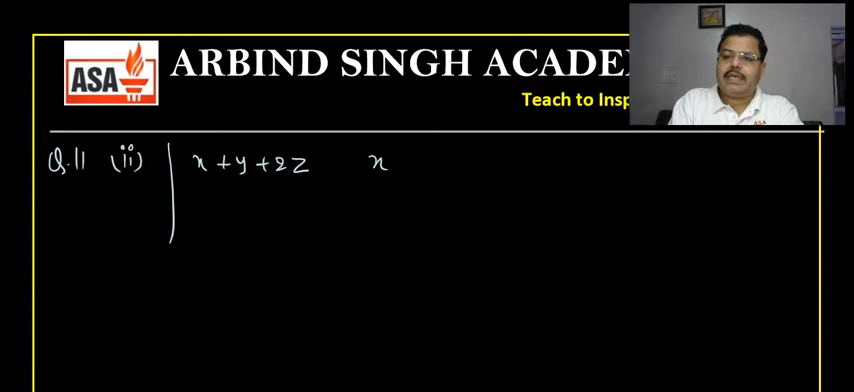 ASA
ARBIND SINGH ACADE
Teach to Insp
Q.11 (ii) | x + y + 2z x